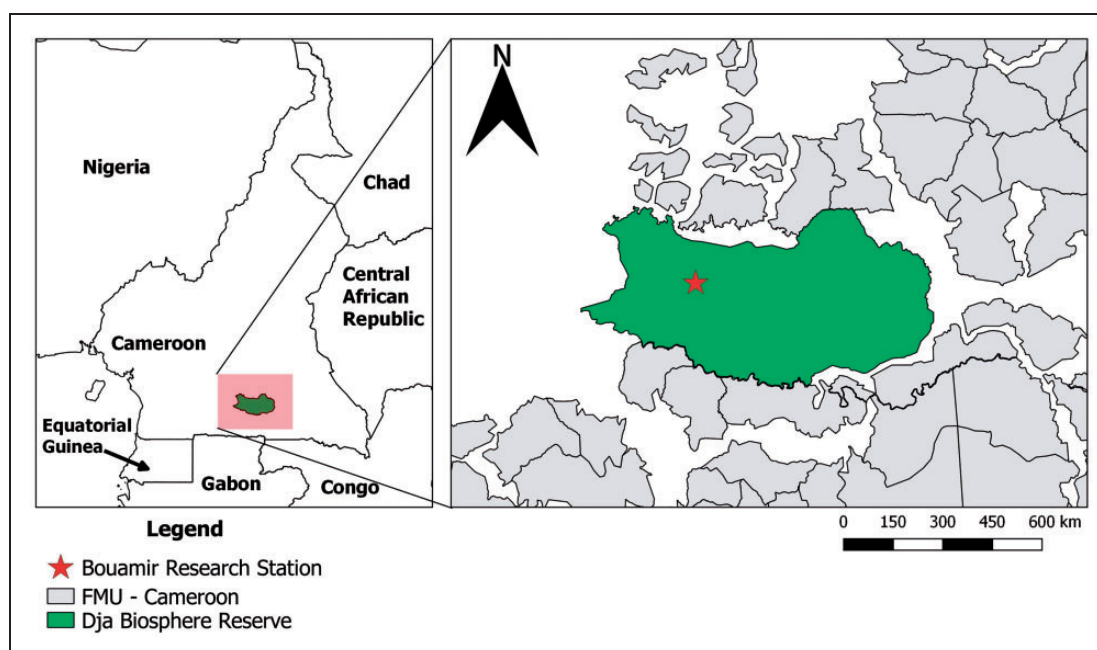 Nigeria
Chad
Central
African
Republic
Cameroon
Equatorial
Guinea
Gabon
Congo
N
0 150 300 450 600 km
Legend
Bouamir Research Station
FMU - Cameroon
Dja Biosphere Reserve